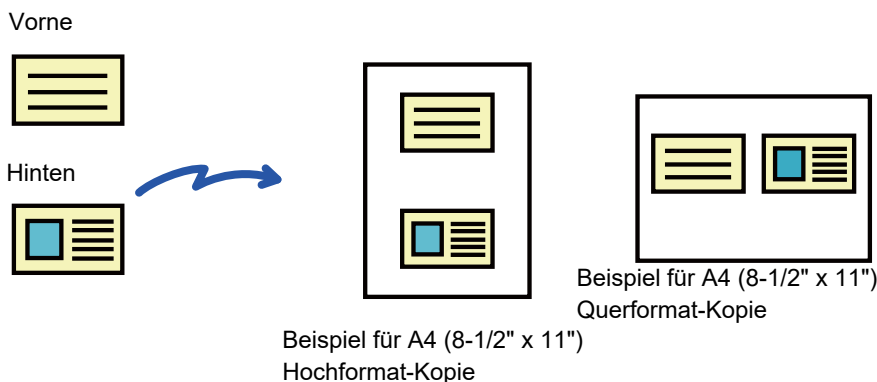 Vorne
Hinten
Beispiel für A4 (8-1/2" x 11")
Hochformat-Kopie
Beispiel für A4 (8-1/2" x 11")
Querformat-Kopie